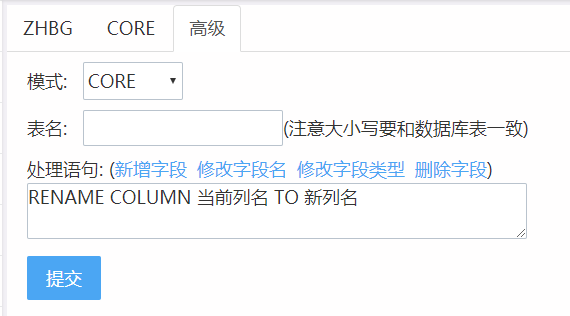 ZHBG CORE 高级
模式: CORE
表名: (注意大小写要和数据库表一致)
处理语句: (新增字段 修改字段名 修改字段类型 删除字段)
RENAME COLUMN 当前列名 TO 新列名
提交